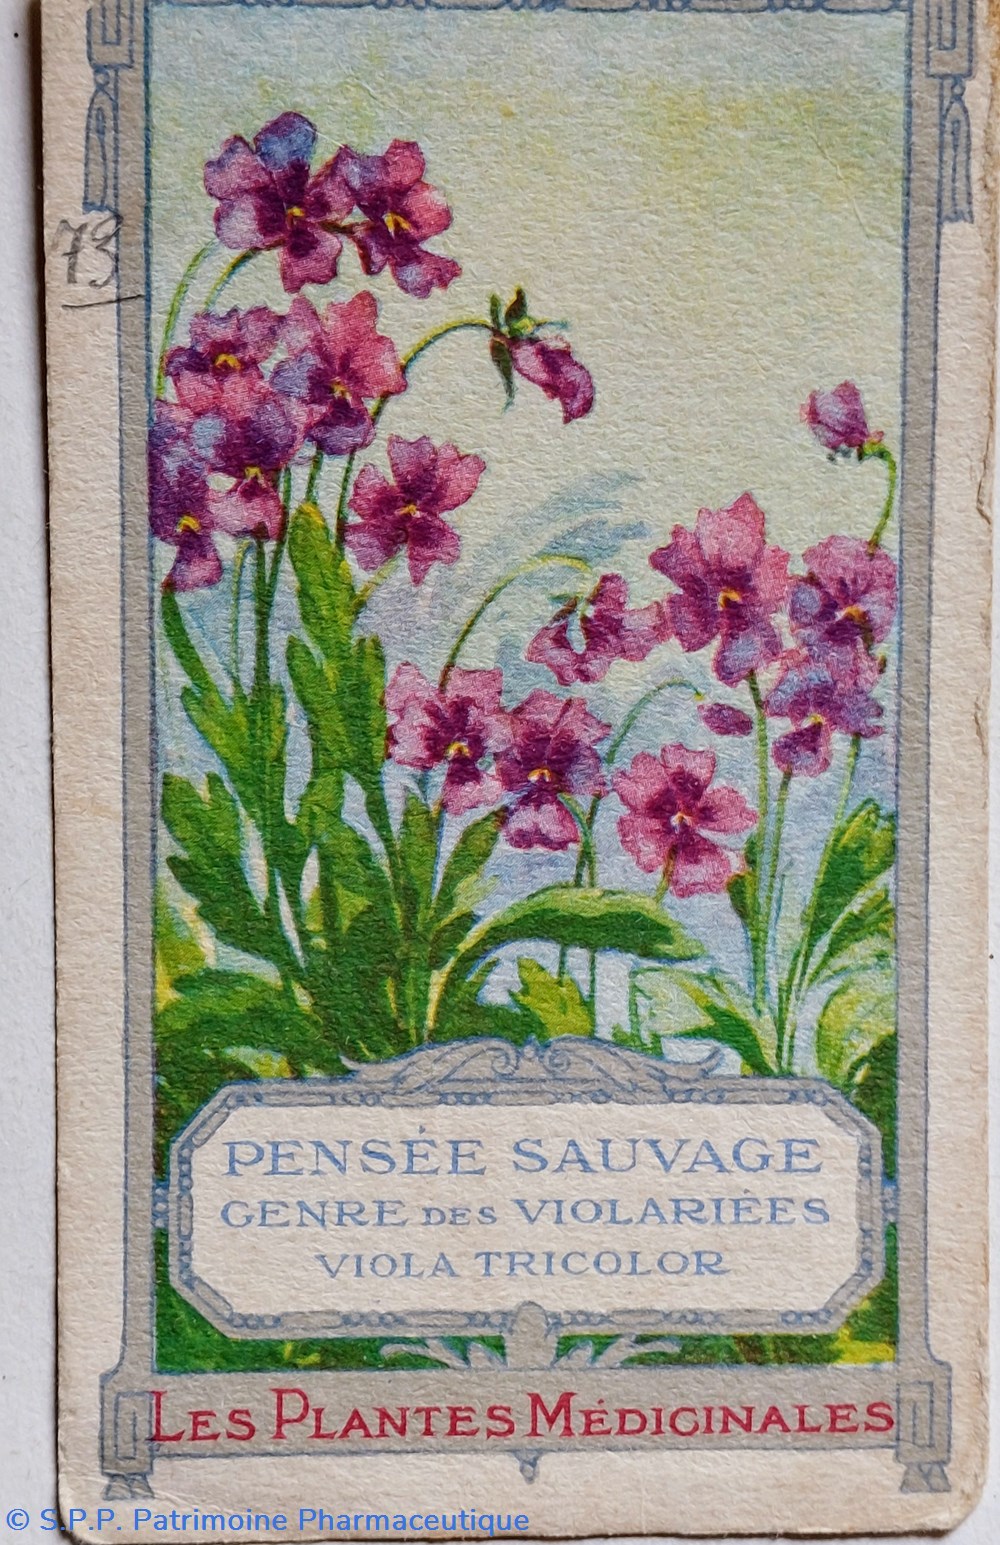 73
PENSÉE SAUVAGE
GENRE DES VIOLARIÉES
VIOLA TRICOLOR
LES PLANTES MÉDICINALES
© S.P.P. Patrimoine Pharmaceutique